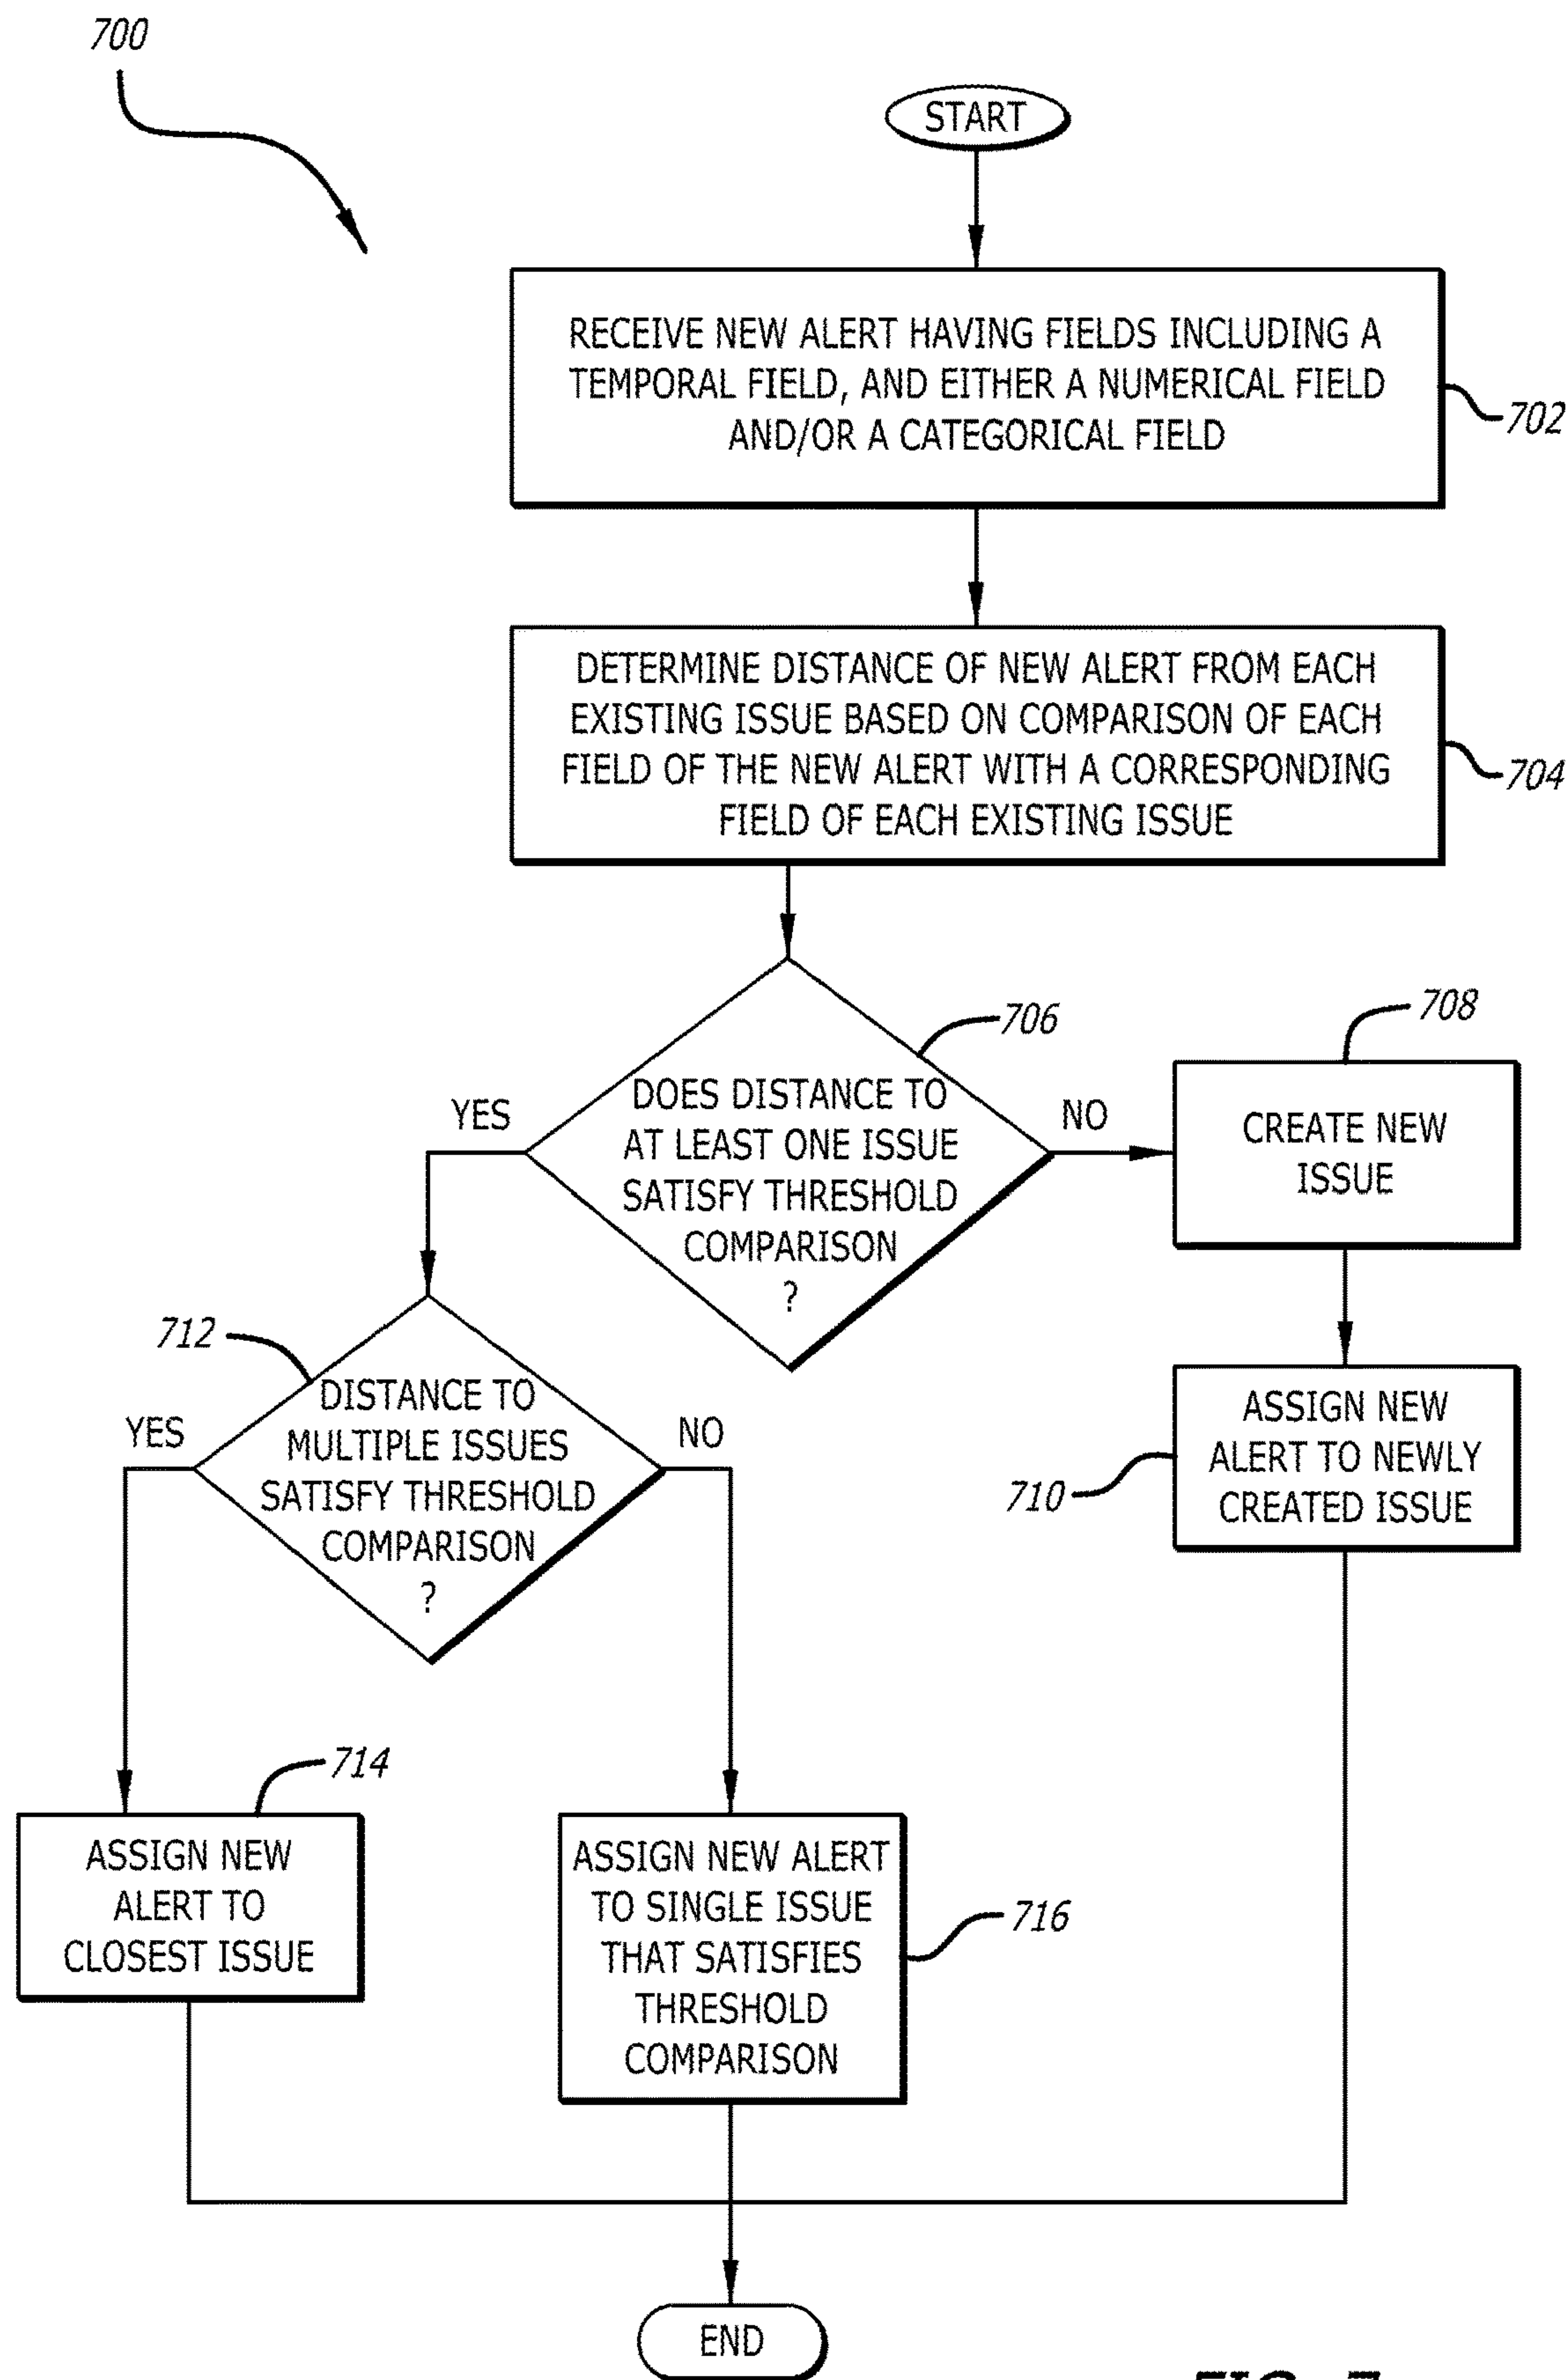 700
START
RECEIVE NEW ALERT HAVING FIELDS INCLUDING A
TEMPORAL FIELD, AND EITHER A NUMERICAL FIELD
AND/OR A CATEGORICAL FIELD
702
DETERMINE DISTANCE OF NEW ALERT FROM EACH
EXISTING ISSUE BASED ON COMPARISON OF EACH
FIELD OF THE NEW ALERT WITH A CORRESPONDING
FIELD OF EACH EXISTING ISSUE
704
706
DOES DISTANCE TO
AT LEAST ONE ISSUE
SATISFY THRESHOLD
COMPARISON
?
YES
NO
708
CREATE NEW
ISSUE
710
ASSIGN NEW
ALERT TO NEWLY
CREATED ISSUE
712
DISTANCE TO
MULTIPLE ISSUES
SATISFY THRESHOLD
COMPARISON
?
YES
NO
714
ASSIGN NEW
ALERT TO
CLOSEST ISSUE
716
ASSIGN NEW ALERT
TO SINGLE ISSUE
THAT SATISFIES
THRESHOLD
COMPARISON
END